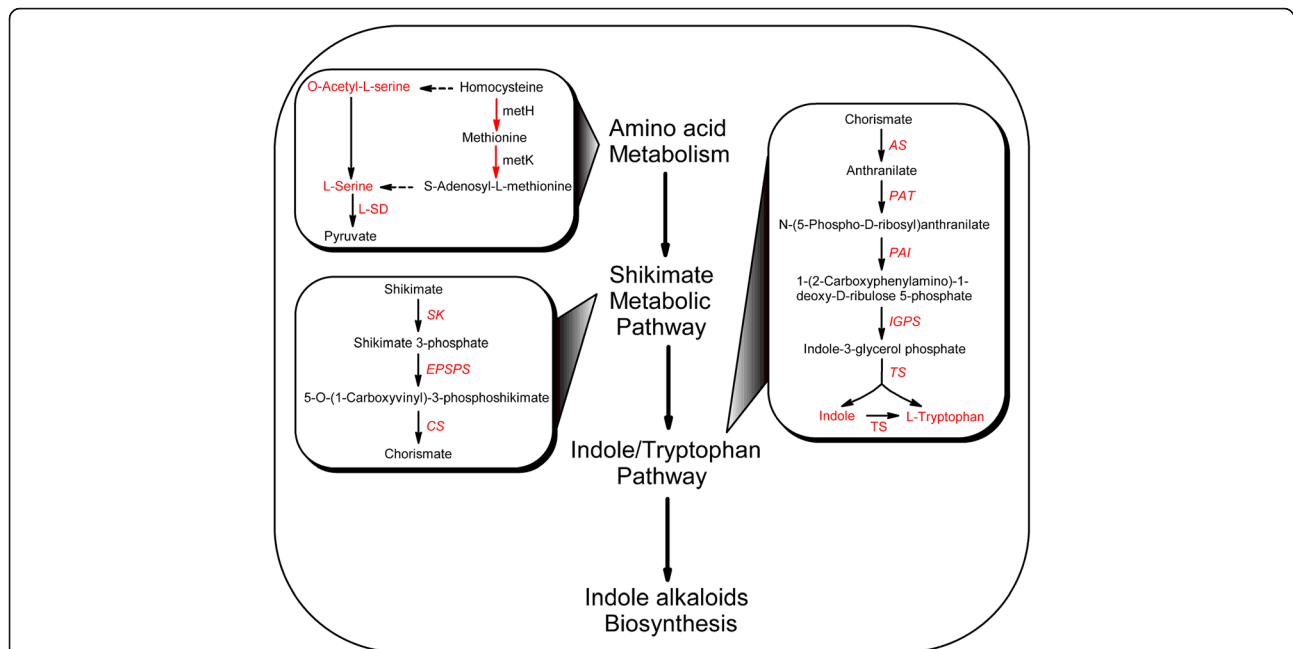 O-Acetyl-L-serine
Homocysteine
metH
Methionine
metK
L-Serine
S-Adenosyl-L-methionine
L-SD
Pyruvate
Amino acid
Metabolism
Shikimate
Metabolic
Pathway
Shikimate
SK
Shikimate 3-phosphate
EPSPS
5-O-(1-Carboxyvinyl)-3-phosphoshikimate
CS
Chorismate
Indole/Tryptophan
Pathway
Chorismate
AS
Anthranilate
PAT
N-(5-Phospho-D-ribosyl)anthranilate
PAI
1-(2-Carboxyphenylamino)-1-
deoxy-D-ribulose 5-phosphate
IGPS
Indole-3-glycerol phosphate
TS
Indole
TS
L-Tryptophan
Indole alkaloids
Biosynthesis